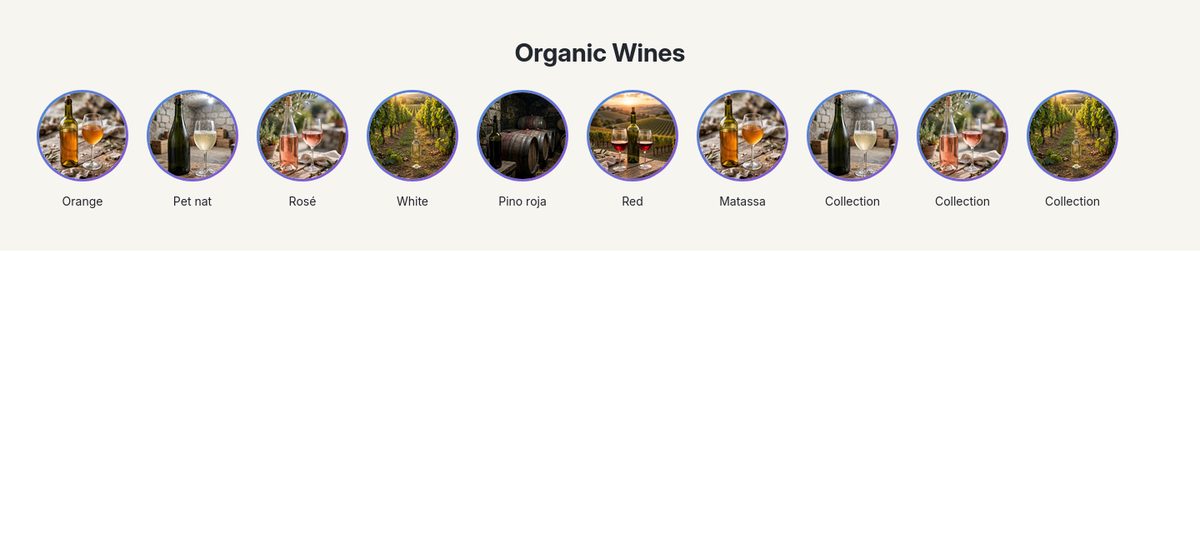 Organic Wines
Orange
Pet nat
Rosé
White
Pino roja
Red
Matassa
Collection
Collection
Collection